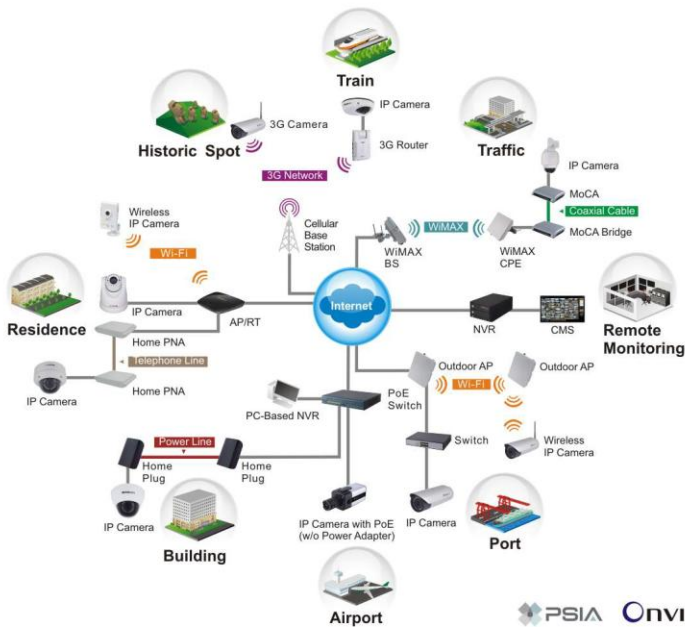 Train
IP Camera
3G Camera
3G Router
Historic Spot
Traffic
IP Camera
3G Network
MoCA
Coaxial Cable
Wireless
IP Camera
Cellular
Base
Station
WiMAX
MoCA Bridge
WiMAX
BS
WiMAX
CPE
Wi-Fi
Internet
Residence
IP Camera
AP/RT
NVR
CMS
Remote
Monitoring
Home PNA
Telephone Line
Home PNA
IP Camera
Outdoor AP
Wi-Fi
Outdoor AP
PoE
Switch
PC-Based NVR
Switch
Wireless
IP Camera
Power Line
Home
Plug
Home
Plug
IP Camera
Building
IP Camera with PoE
(w/o Power Adapter)
IP Camera
Port
Airport
PSIA
ONVI